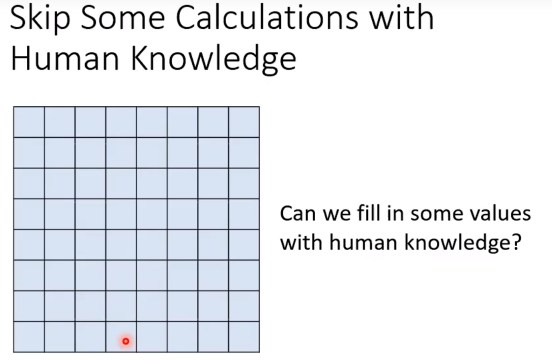 Skip Some Calculations with
Human Knowledge
Can we fill in some values
with human knowledge?